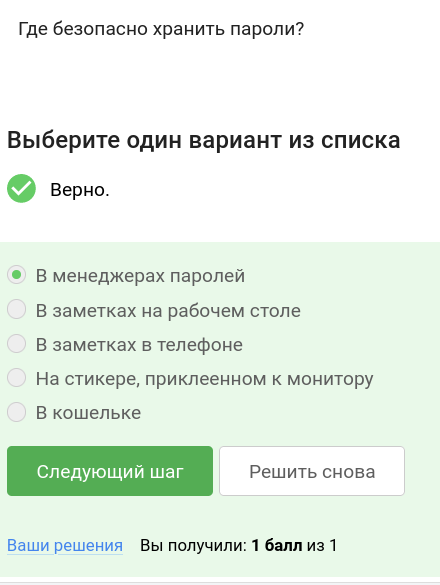 Где безопасно хранить пароли?
Выберите один вариант из списка
Верно.
В менеджерах паролей
В заметках на рабочем столе
В заметках в телефоне
На стикере, приклеенном к монитору
В кошельке
Следующий шаг Решить снова
Ваши решения Вы получили: 1 балл из 1